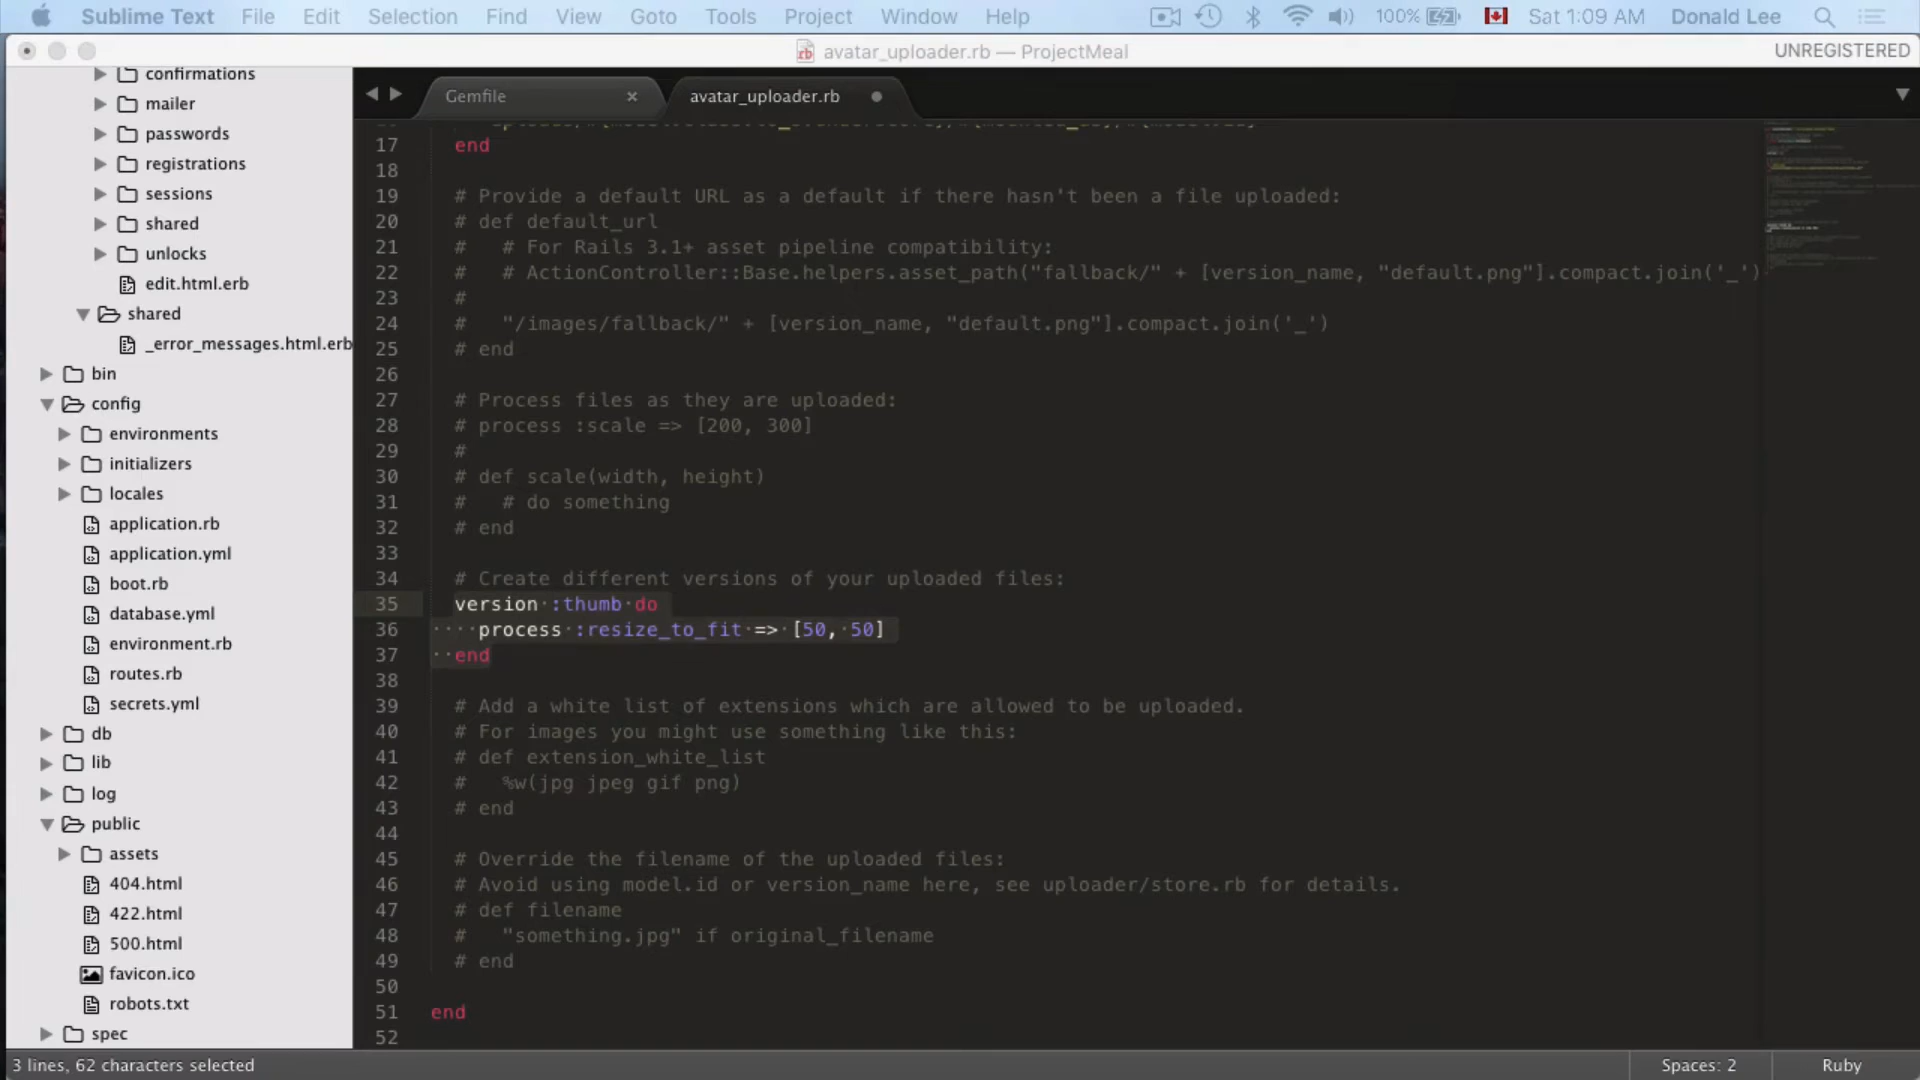 Sublime Text File Edit Selection Find View Goto Tools Project Window Help 100% Sat 1:09 AM Donald Lee
avatar_uploader.rb — ProjectMeal UNREGISTERED
confirmations
mailer
passwords
registrations
sessions
shared
unlocks
edit.html.erb
shared
_error_messages.html.erb
bin
config
environments
initializers
locales
application.rb
application.yml
boot.rb
database.yml
environment.rb
routes.rb
secrets.yml
db
lib
log
public
assets
404.html
422.html
500.html
favicon.ico
robots.txt
spec
Gemfile × avatar_uploader.rb
17 end
18
19 # Provide a default URL as a default if there hasn't been a file uploaded:
20 # def default_url
21 #   # For Rails 3.1+ asset pipeline compatibility:
22 #   # ActionController::Base.helpers.asset_path("fallback/" + [version_name, "default.png"].compact.join('_')
23 #
24 #   "/images/fallback/" + [version_name, "default.png"].compact.join('_')
25 # end
26
27 # Process files as they are uploaded:
28 # process :scale => [200, 300]
29 #
30 # def scale(width, height)
31 #   # do something
32 # end
33
34 # Create different versions of your uploaded files:
35 version :thumb do
36 process :resize_to_fit => [50, 50]
37 end
38
39 # Add a white list of extensions which are allowed to be uploaded.
40 # For images you might use something like this:
41 # def extension_white_list
42 #   %w(jpg jpeg gif png)
43 # end
44
45 # Override the filename of the uploaded files:
46 # Avoid using model.id or version_name here, see uploader/store.rb for details.
47 # def filename
48 #   "something.jpg" if original_filename
49 # end
50
51 end
52
3 lines, 62 characters selected Spaces: 2 Ruby